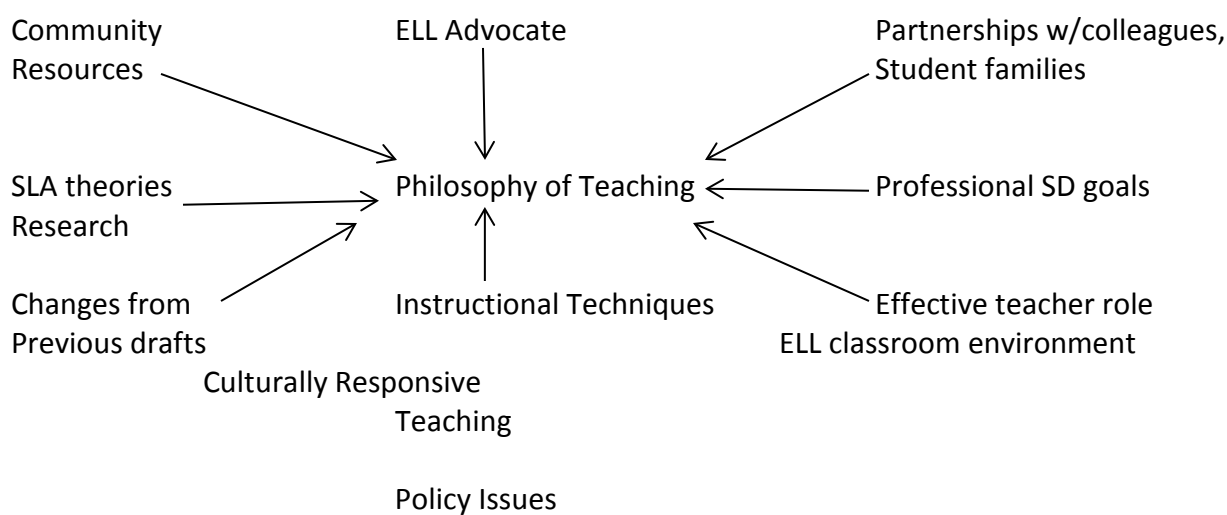 Community ELL Advocate Partnerships w/colleagues,
Resources Student families
SLA theories Philosophy of Teaching Professional SD goals
Research
Changes from Instructional Techniques Effective teacher role
Previous drafts ELL classroom environment
Culturally Responsive
Teaching
Policy Issues